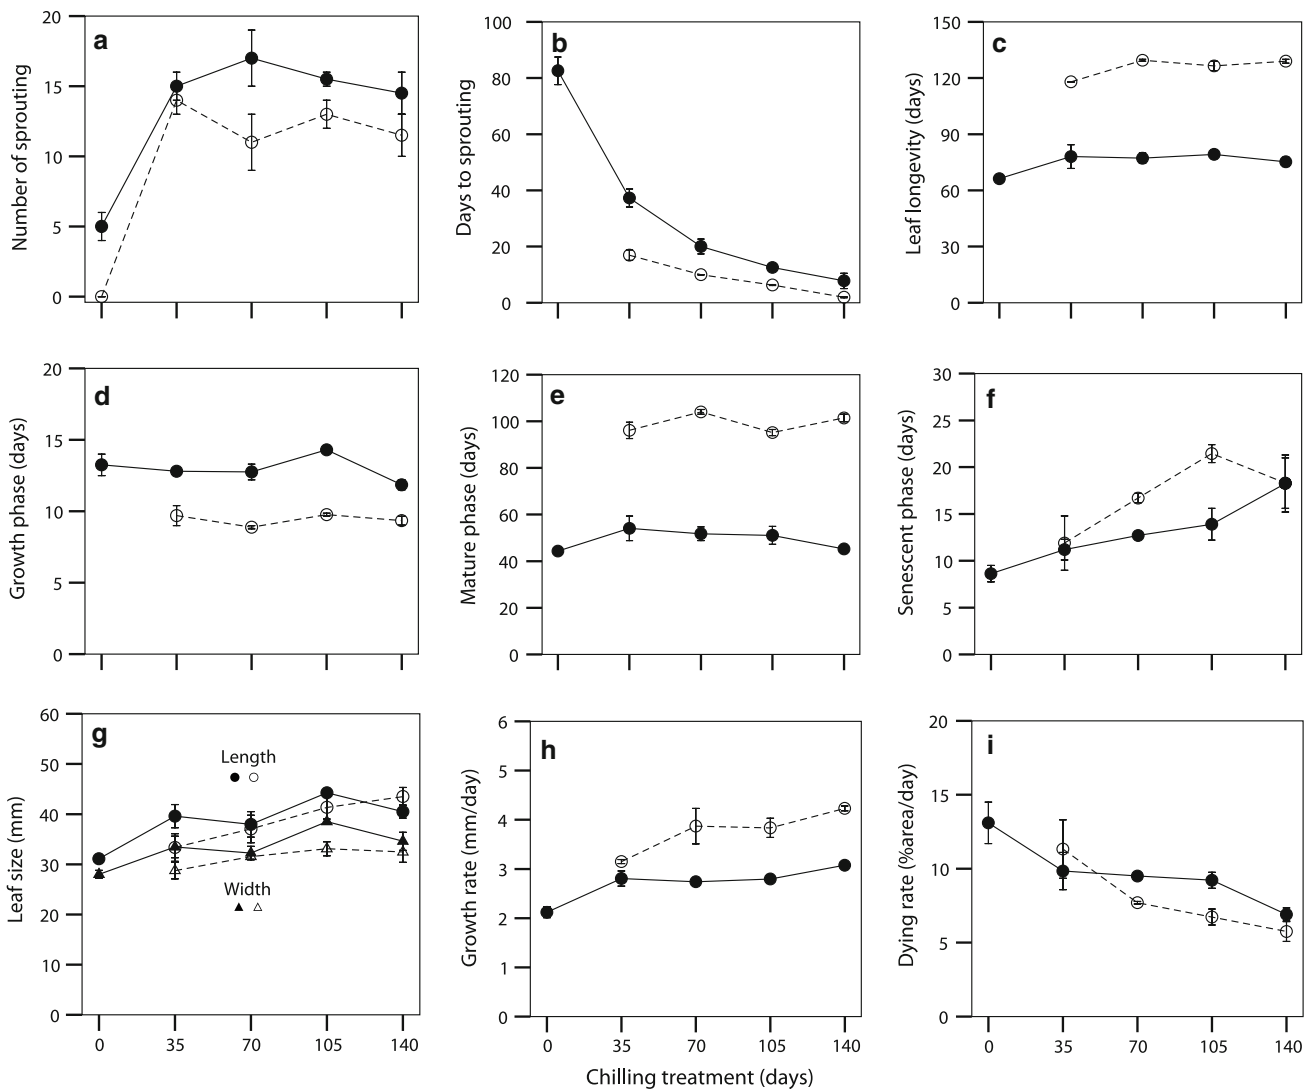 a
Number of sprouting
20
15
10
5
0
b
Days to sprouting
100
80
60
40
20
0
c
Leaf longevity (days)
150
120
90
60
30
0
d
Growth phase (days)
20
15
10
5
0
e
Mature phase (days)
120
100
80
60
40
20
0
f
Senescent phase (days)
30
25
20
15
10
5
0
g
Leaf size (mm)
60
50
40
30
20
10
0
Length
Width
0 35 70 105 140
h
Growth rate (mm/day)
6
5
4
3
2
1
0
0 35 70 105 140
i
Dying rate (%area/day)
20
15
10
5
0
0 35 70 105 140
Chilling treatment (days)